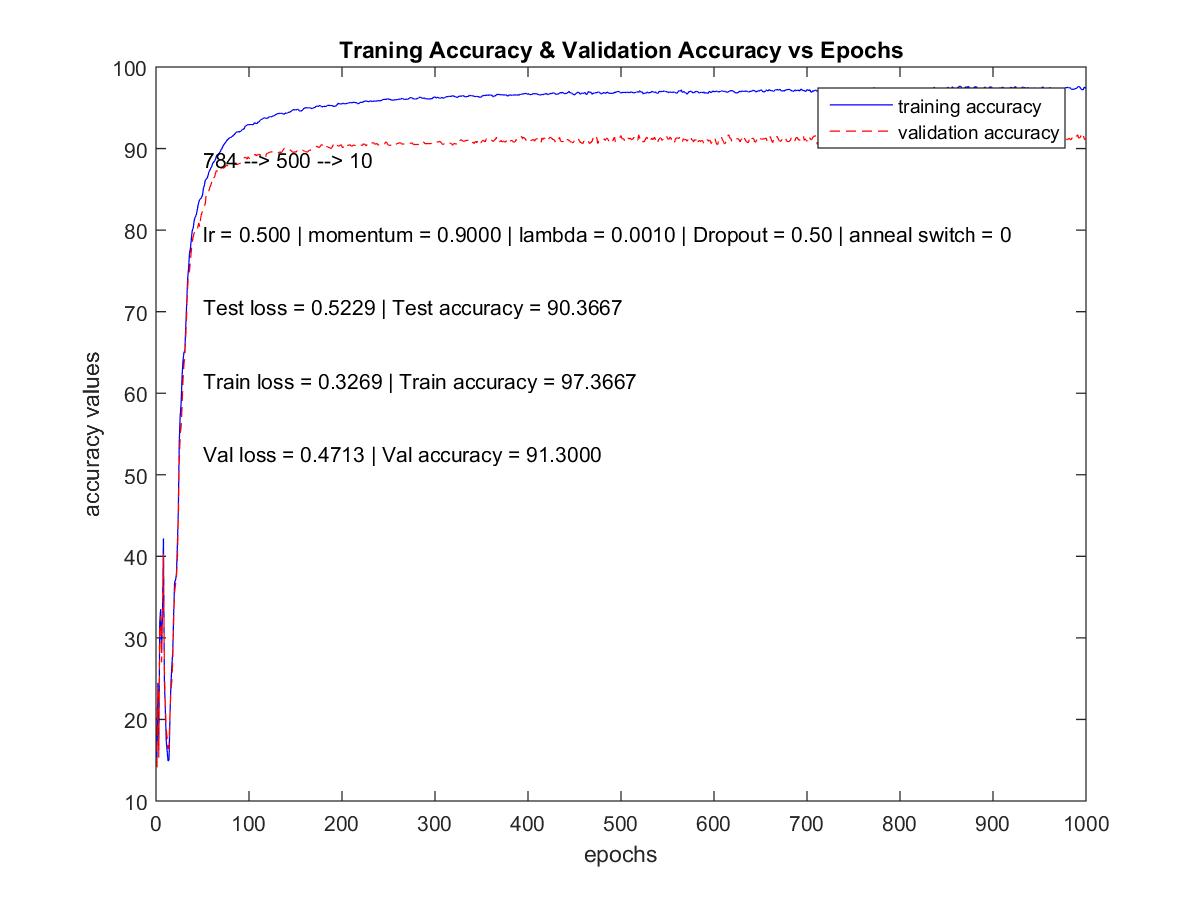 Traning Accuracy & Validation Accuracy vs Epochs
100
90
80
70
60
50
40
30
20
10
accuracy values
training accuracy
validation accuracy
784 --> 500 --> 10
lr = 0.500 | momentum = 0.9000 | lambda = 0.0010 | Dropout = 0.50 | anneal switch = 0
Test loss = 0.5229 | Test accuracy = 90.3667
Train loss = 0.3269 | Train accuracy = 97.3667
Val loss = 0.4713 | Val accuracy = 91.3000
0 100 200 300 400 500 600 700 800 900 1000
epochs